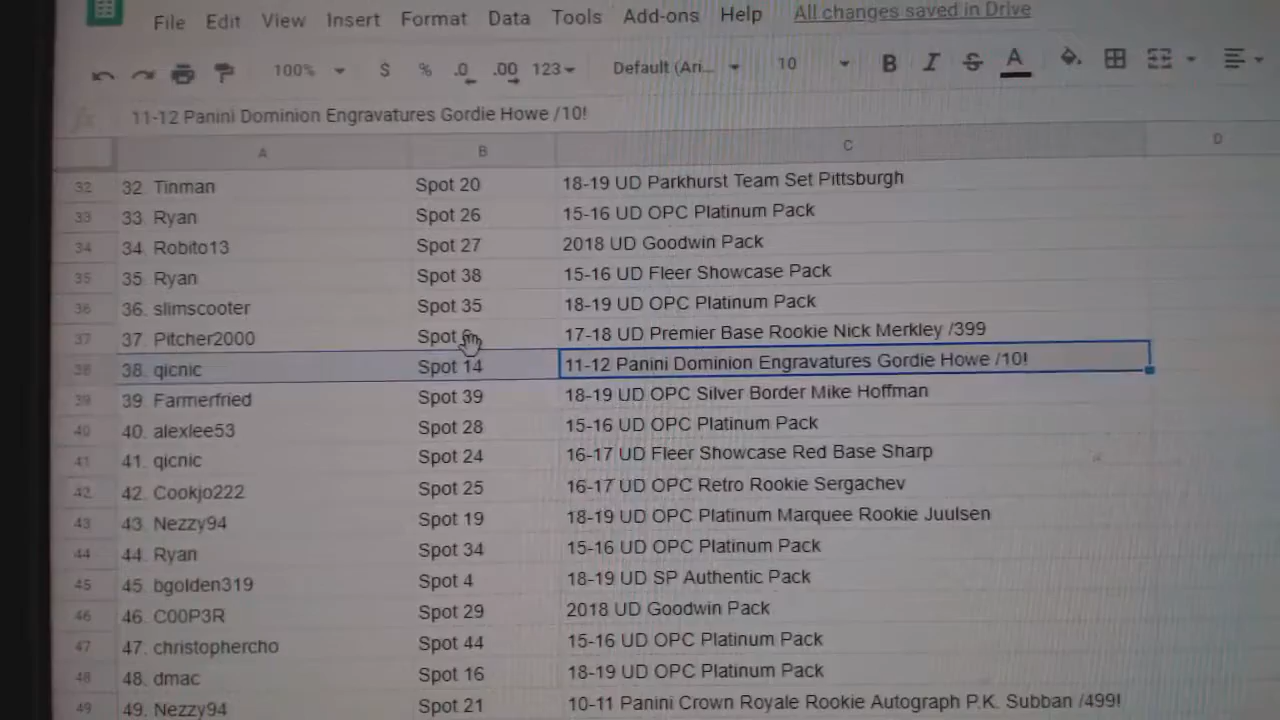 File Edit View Insert Format Data Tools Add-ons Help All changes saved in Drive
100% $ % .0 .00 123 Default (Ari... 10 B I S A
fx 11-12 Panini Dominion Engravatures Gordie Howe /10!
A B C D
32 32. Tinman Spot 20 18-19 UD Parkhurst Team Set Pittsburgh
33 33. Ryan Spot 26 15-16 UD OPC Platinum Pack
34 34. Robito13 Spot 27 2018 UD Goodwin Pack
35 35. Ryan Spot 38 15-16 UD Fleer Showcase Pack
36 36. slimscooter Spot 35 18-19 UD OPC Platinum Pack
37 37. Pitcher2000 Spot 17-18 UD Premier Base Rookie Nick Merkley /399
38 38. qicnic Spot 14 11-12 Panini Dominion Engravatures Gordie Howe /10!
39 39. Farmerfried Spot 39 18-19 UD OPC Silver Border Mike Hoffman
40 40. alexlee53 Spot 28 15-16 UD OPC Platinum Pack
41 41. qicnic Spot 24 16-17 UD Fleer Showcase Red Base Sharp
42 42. Cookjo222 Spot 25 16-17 UD OPC Retro Rookie Sergachev
43 43. Nezzy94 Spot 19 18-19 UD OPC Platinum Marquee Rookie Juulsen
44 44. Ryan Spot 34 15-16 UD OPC Platinum Pack
45 45. bgolden319 Spot 4 18-19 UD SP Authentic Pack
46 46. C00P3R Spot 29 2018 UD Goodwin Pack
47 47. christophercho Spot 44 15-16 UD OPC Platinum Pack
48 48. dmac Spot 16 18-19 UD OPC Platinum Pack
49 49. Nezzy94 Spot 21 10-11 Panini Crown Royale Rookie Autograph P.K. Subban /499!